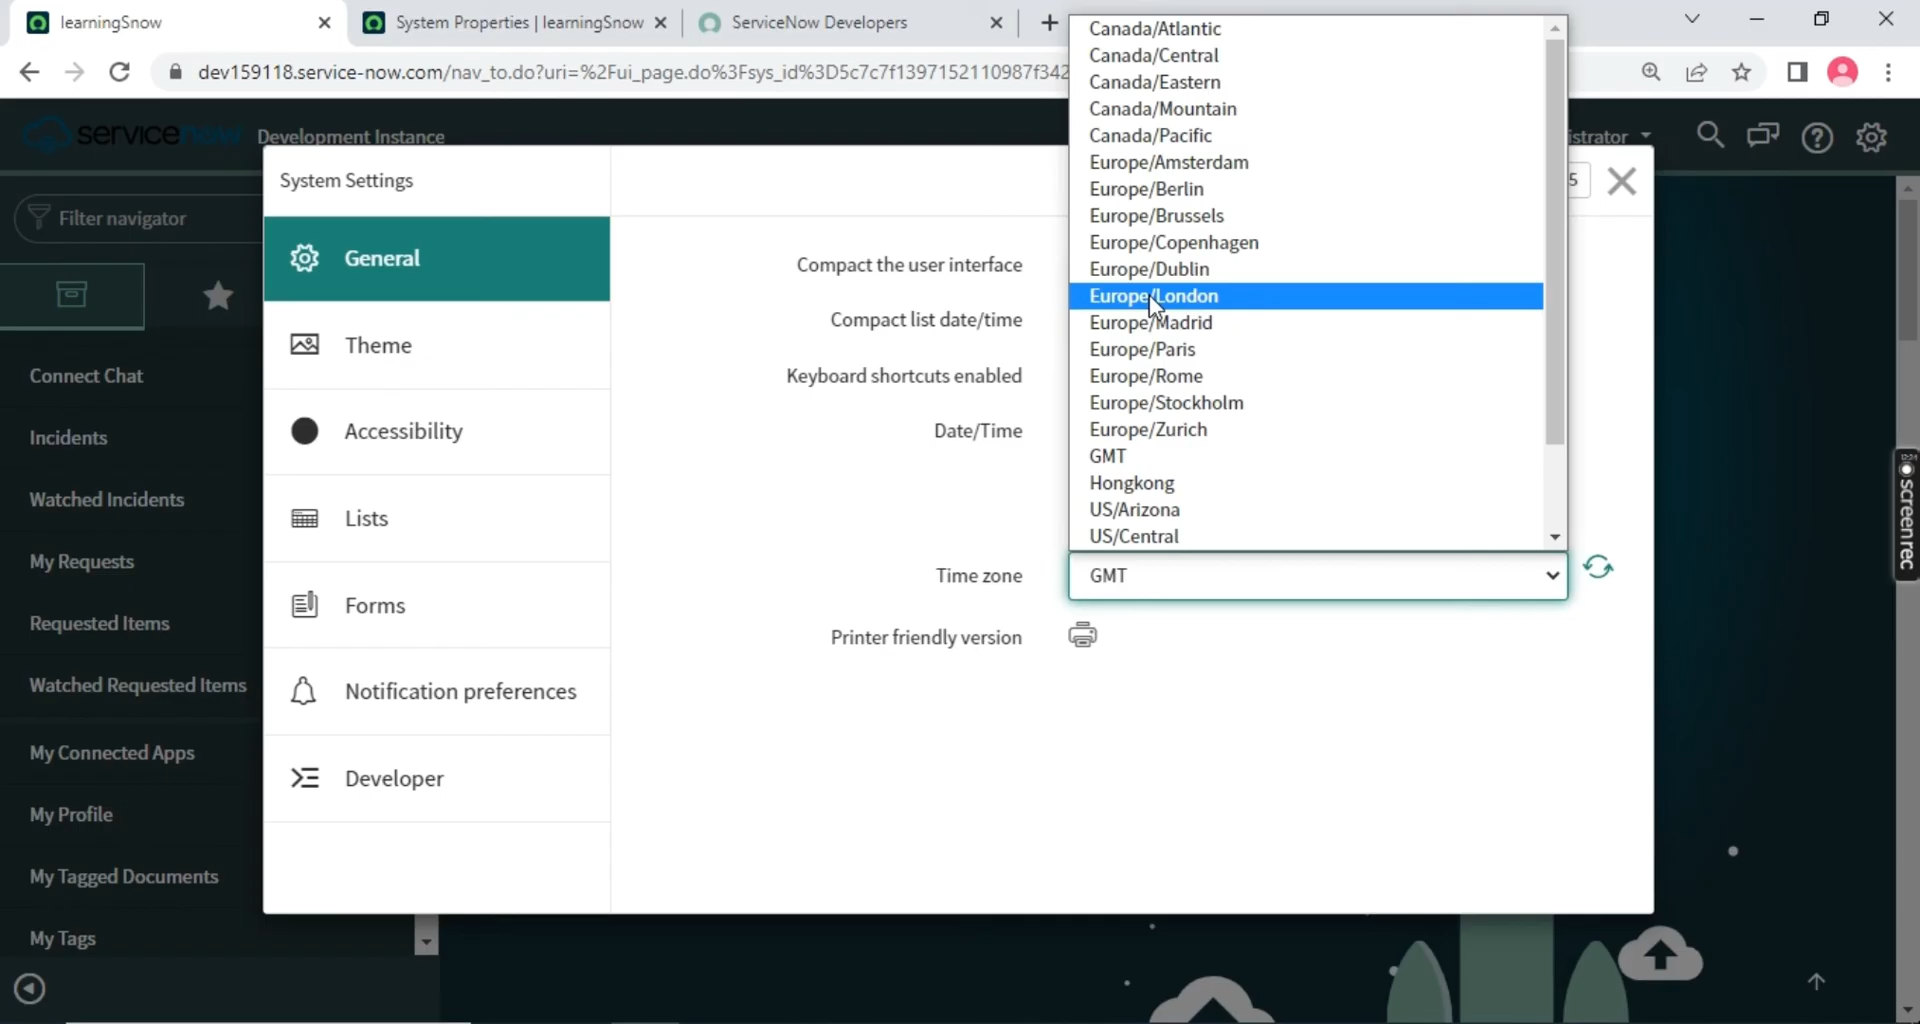 learningSnow
System Properties | learningSnow
ServiceNow Developers
dev159118.service-now.com/nav_to.do?uri=%2Fui_page.do%3Fsys_id%3D5c7c7f1397152110987f342
servicenow
Development Instance
istrator
Filter navigator
Connect Chat
Incidents
Watched Incidents
My Requests
Requested Items
Watched Requested Items
My Connected Apps
My Profile
My Tagged Documents
My Tags
System Settings
5
General
Theme
Accessibility
Lists
Forms
Notification preferences
Developer
Compact the user interface
Compact list date/time
Keyboard shortcuts enabled
Date/Time
Time zone
GMT
Printer friendly version
Canada/Atlantic
Canada/Central
Canada/Eastern
Canada/Mountain
Canada/Pacific
Europe/Amsterdam
Europe/Berlin
Europe/Brussels
Europe/Copenhagen
Europe/Dublin
Europe/London
Europe/Madrid
Europe/Paris
Europe/Rome
Europe/Stockholm
Europe/Zurich
GMT
Hongkong
US/Arizona
US/Central
screenrec